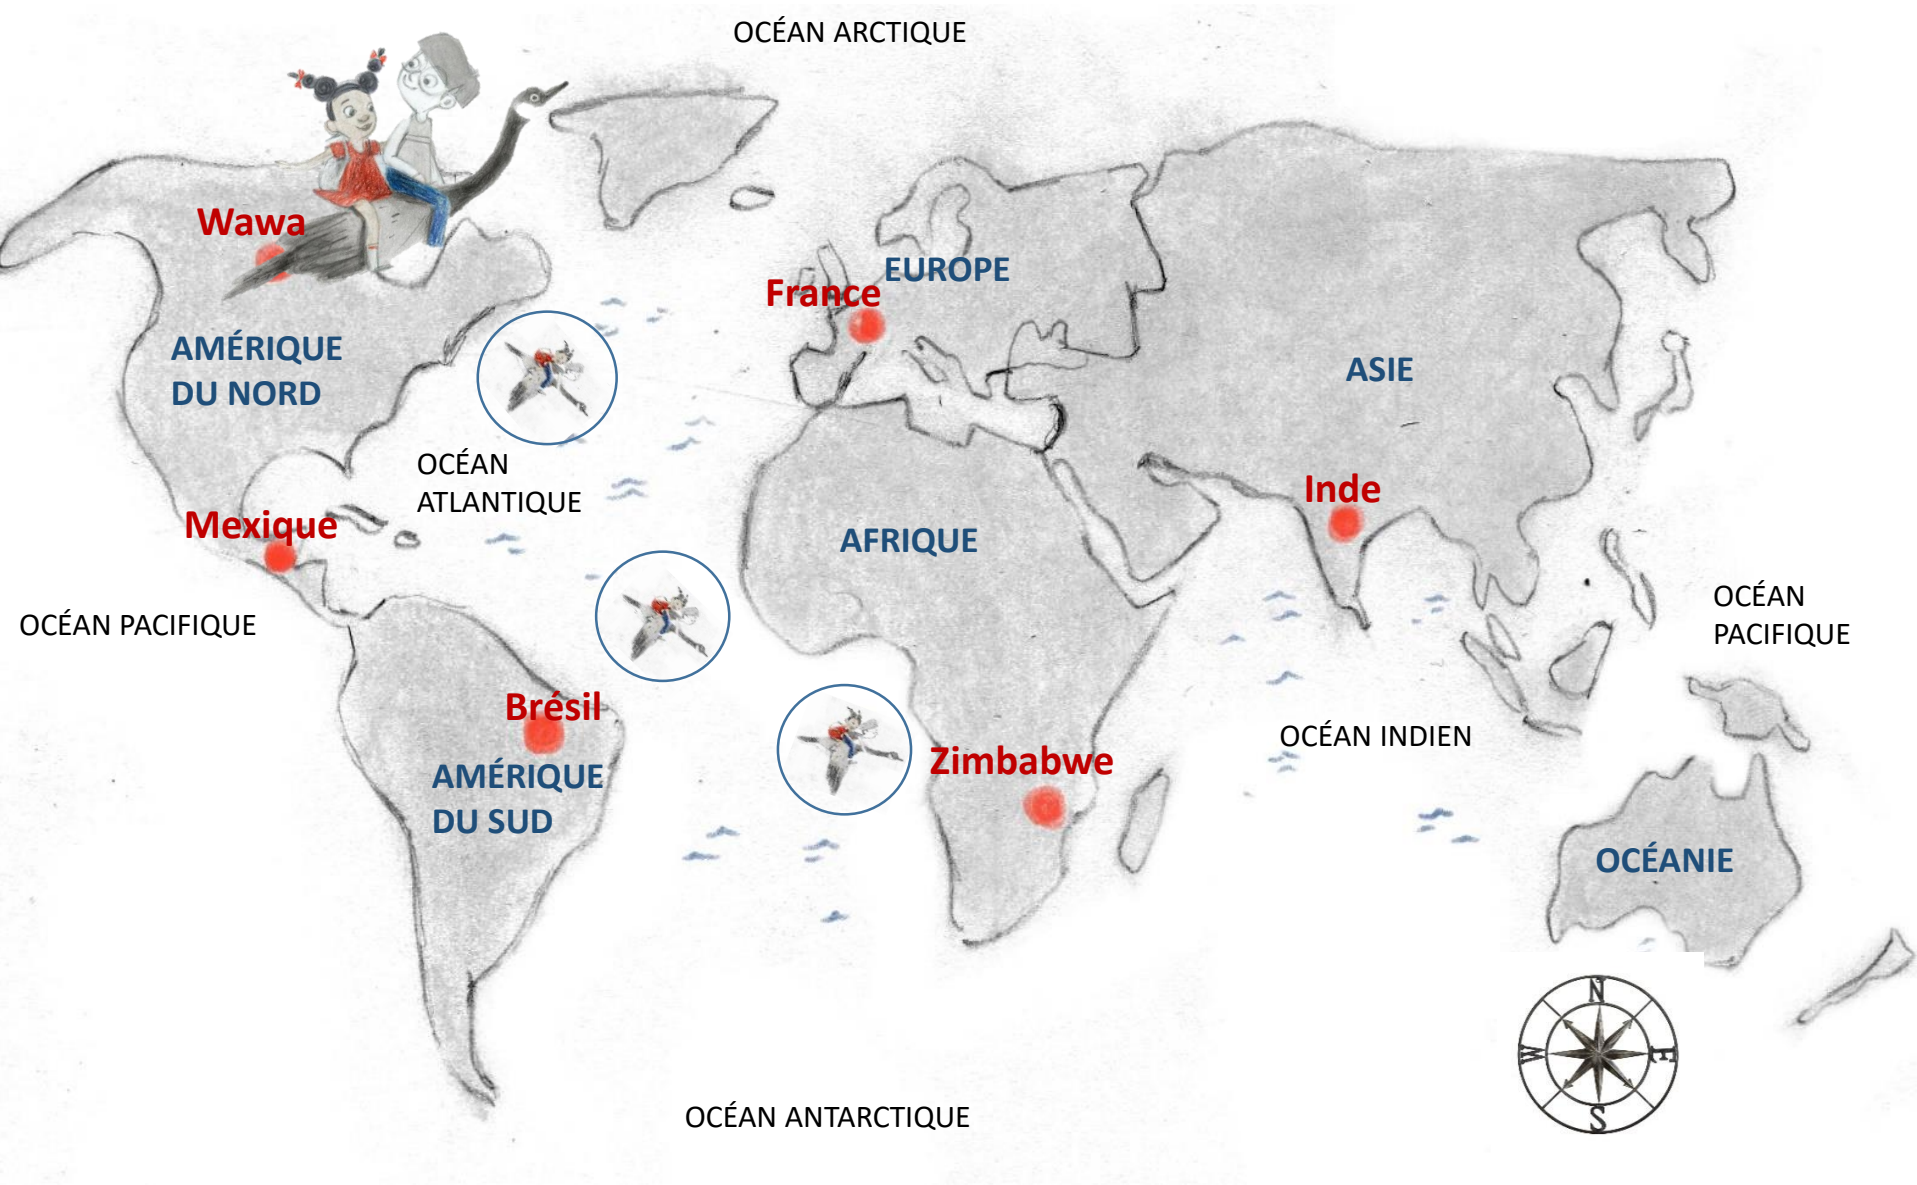 OCÉAN ARCTIQUE
Wawa
EUROPE
France
AMÉRIQUE
DU NORD
ASIE
OCÉAN
ATLANTIQUE
Inde
Mexique
AFRIQUE
OCÉAN PACIFIQUE
OCÉAN
PACIFIQUE
Brésil
OCÉAN INDIEN
Zimbabwe
AMÉRIQUE
DU SUD
OCÉANIE
N
W
E
S
OCÉAN ANTARCTIQUE